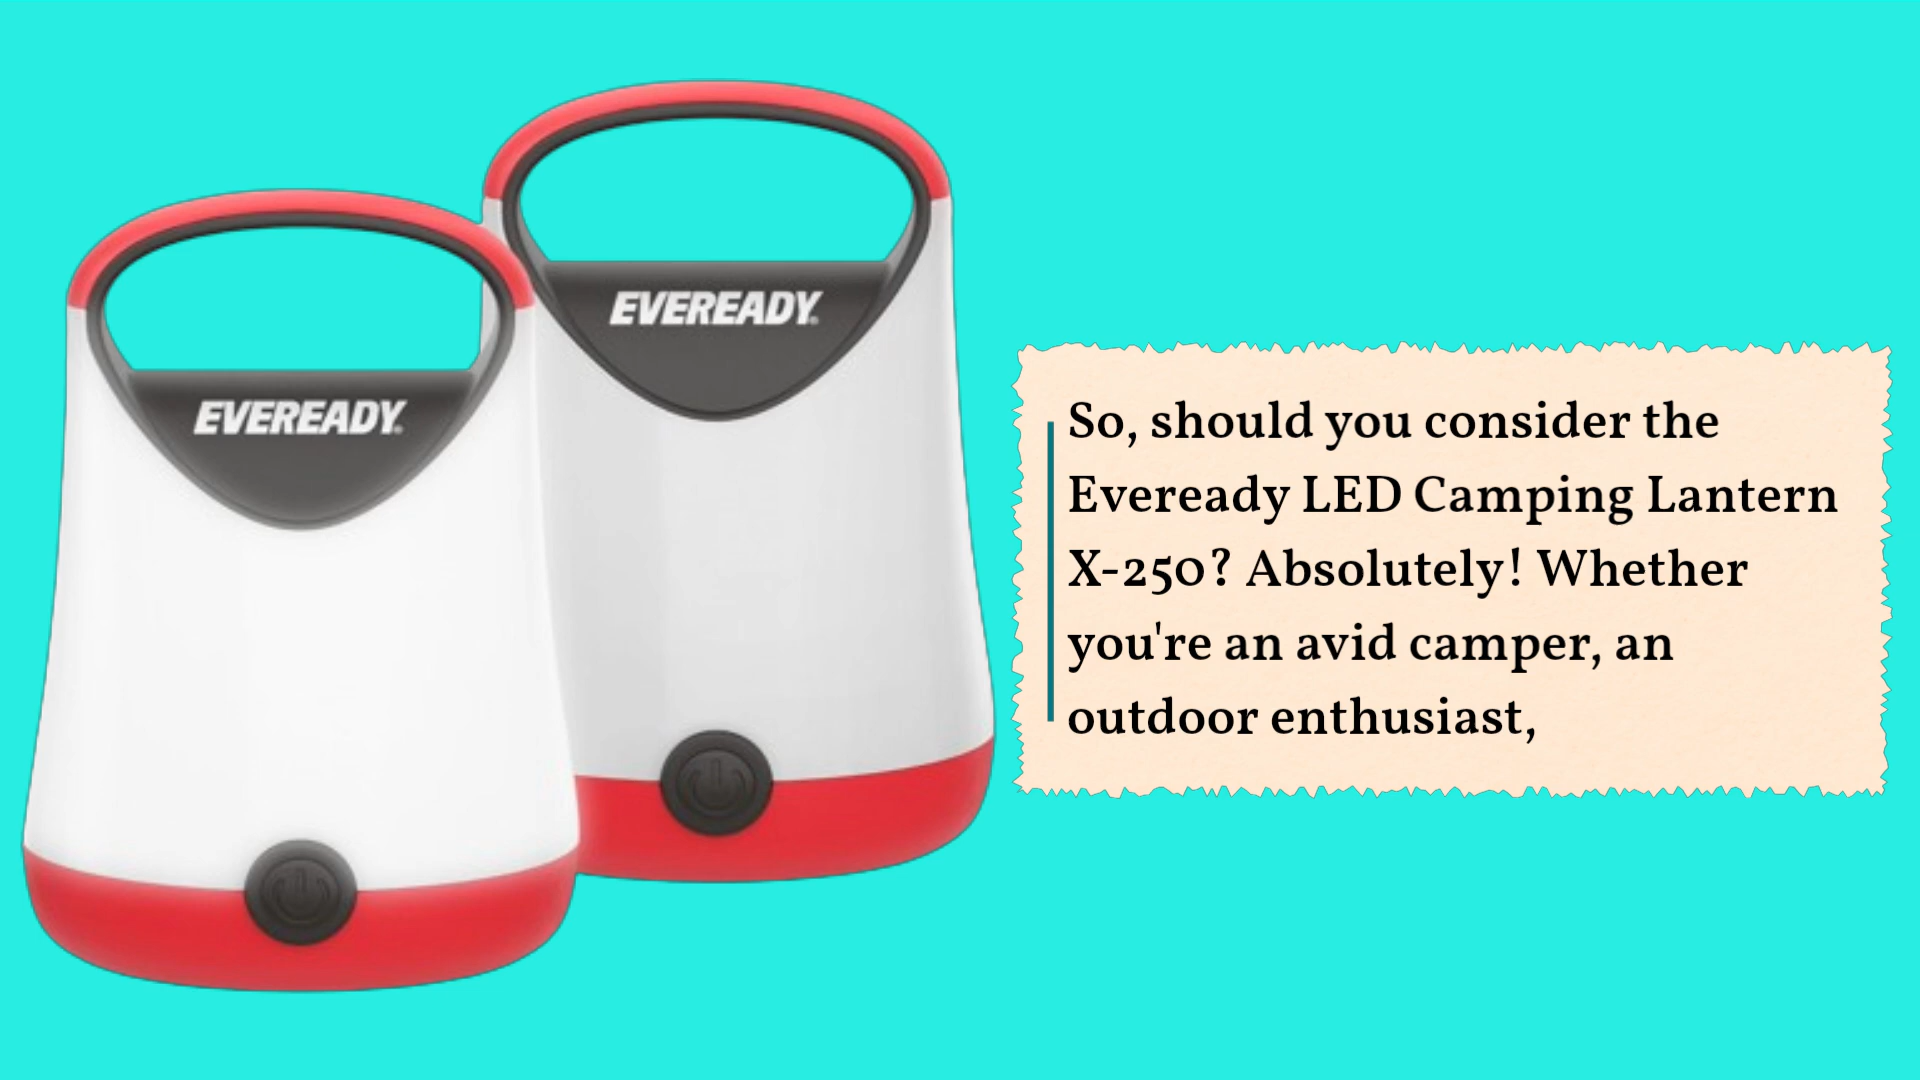 EVEREADY
EVEREADY
So, should you consider the
Eveready LED Camping Lantern
X-250? Absolutely! Whether
you're an avid camper, an
outdoor enthusiast,